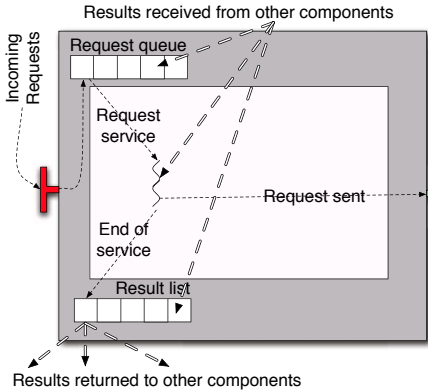 Results received from other components
Request queue
Incoming
Requests
Request
service
Request sent
End of
service
Result list
Results returned to other components